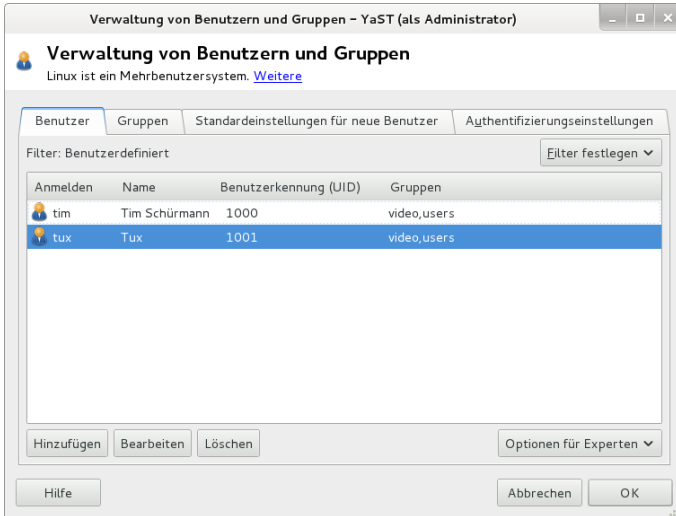 Verwaltung von Benutzern und Gruppen – YaST (als Administrator)
Verwaltung von Benutzern und Gruppen
Linux ist ein Mehrbenutzersystem. Weitere
Benutzer Gruppen Standardeinstellungen für neue Benutzer Authentifizierungseinstellungen
Filter: Benutzerdefiniert Filter festlegen
Anmelden Name Benutzerkennung (UID) Gruppen
tim Tim Schürmann 1000 video,users
tux Tux 1001 video,users
Hinzufügen Bearbeiten Löschen Optionen für Experten
Hilfe Abbrechen OK